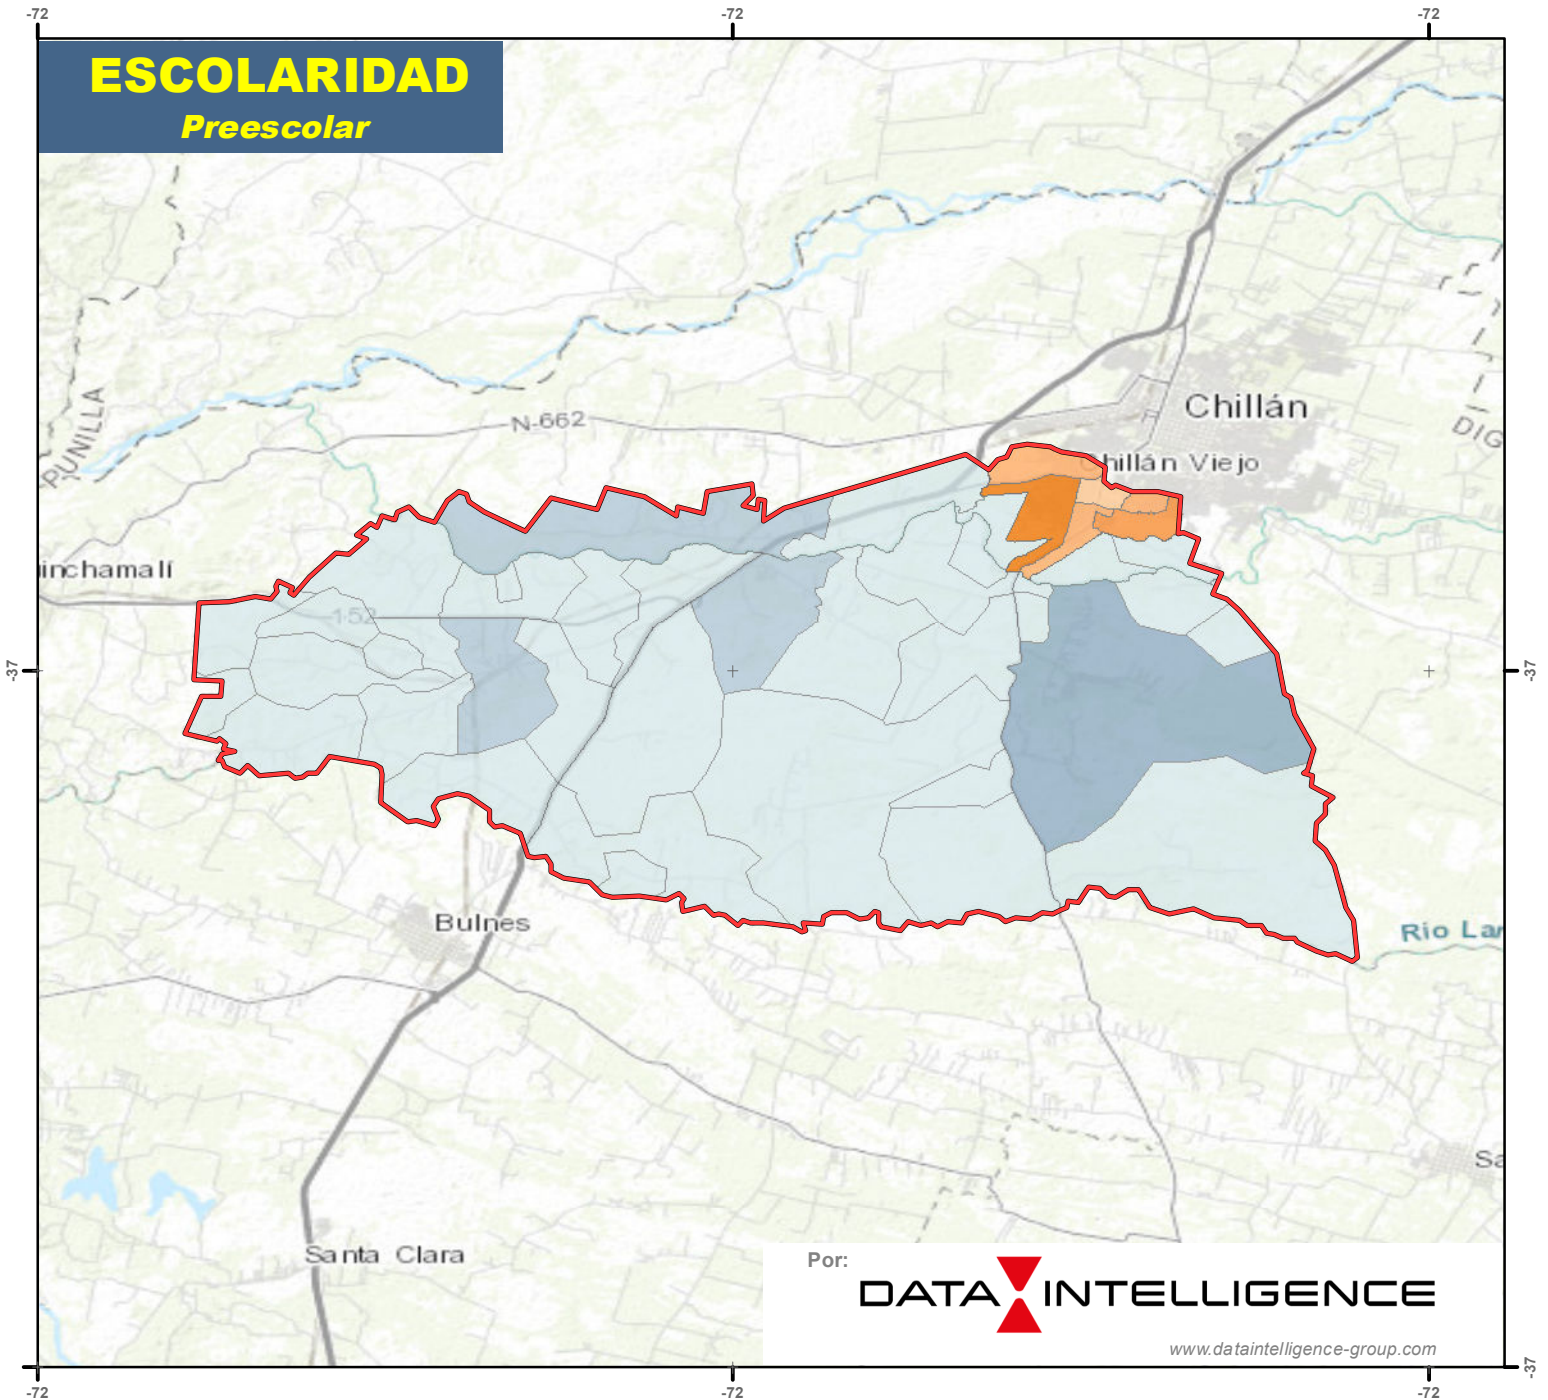 -72
-72
-72
ESCOLARIDAD
Preescolar
PUNILLA
N-662
Chillán
DIG
Chillán Viejo
inchamalí
152
-37
-37
Bulnes
Río Lar
Sa
Santa Clara
Por:
DATA INTELLIGENCE
www.dataintelligence-group.com
-37
-72
-72
-72